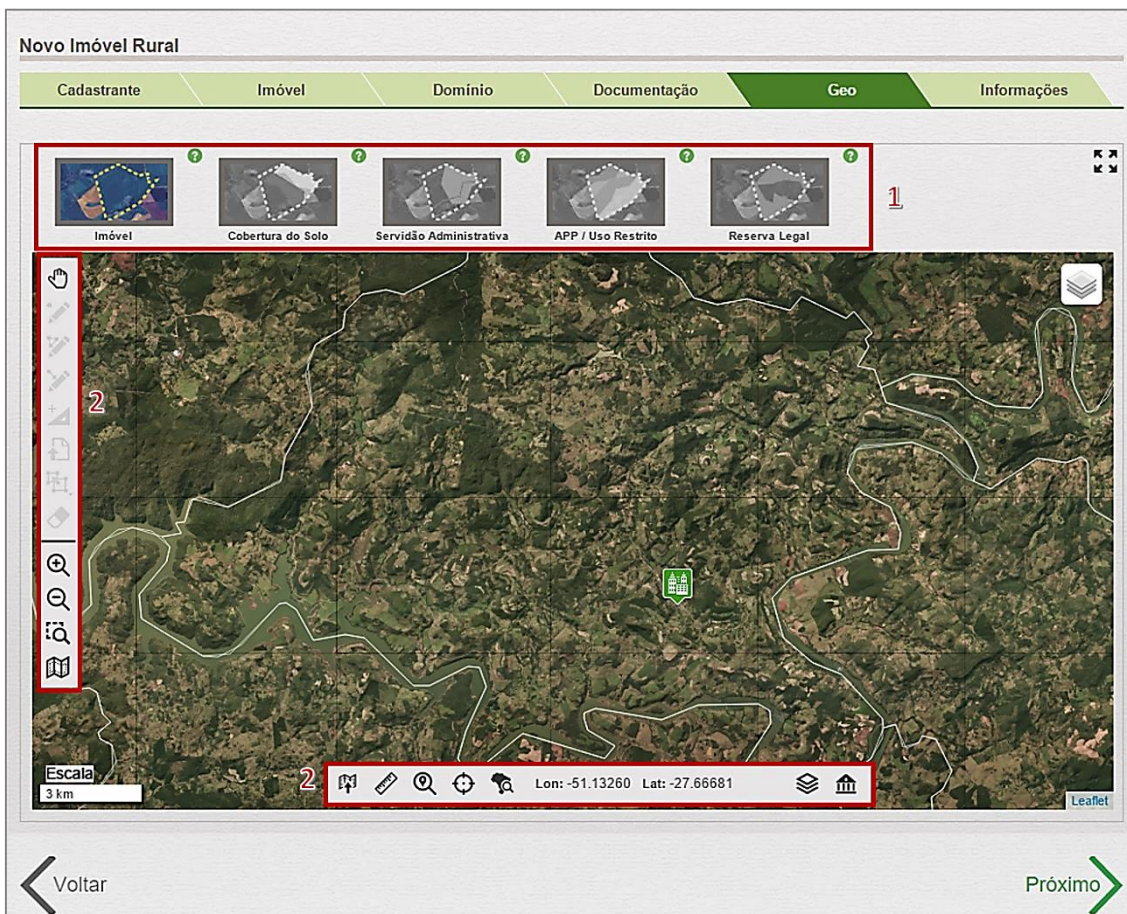 Novo Imóvel Rural
Cadastrante Imóvel Domínio Documentação Geo Informações
? ? ? ? ?
1
Imóvel Cobertura do Solo Servidão Administrativa APP / Uso Restrito Reserva Legal
2
Escala
3 km
2
Lon: -51.13260 Lat: -27.66681
Leaflet
Voltar Próximo